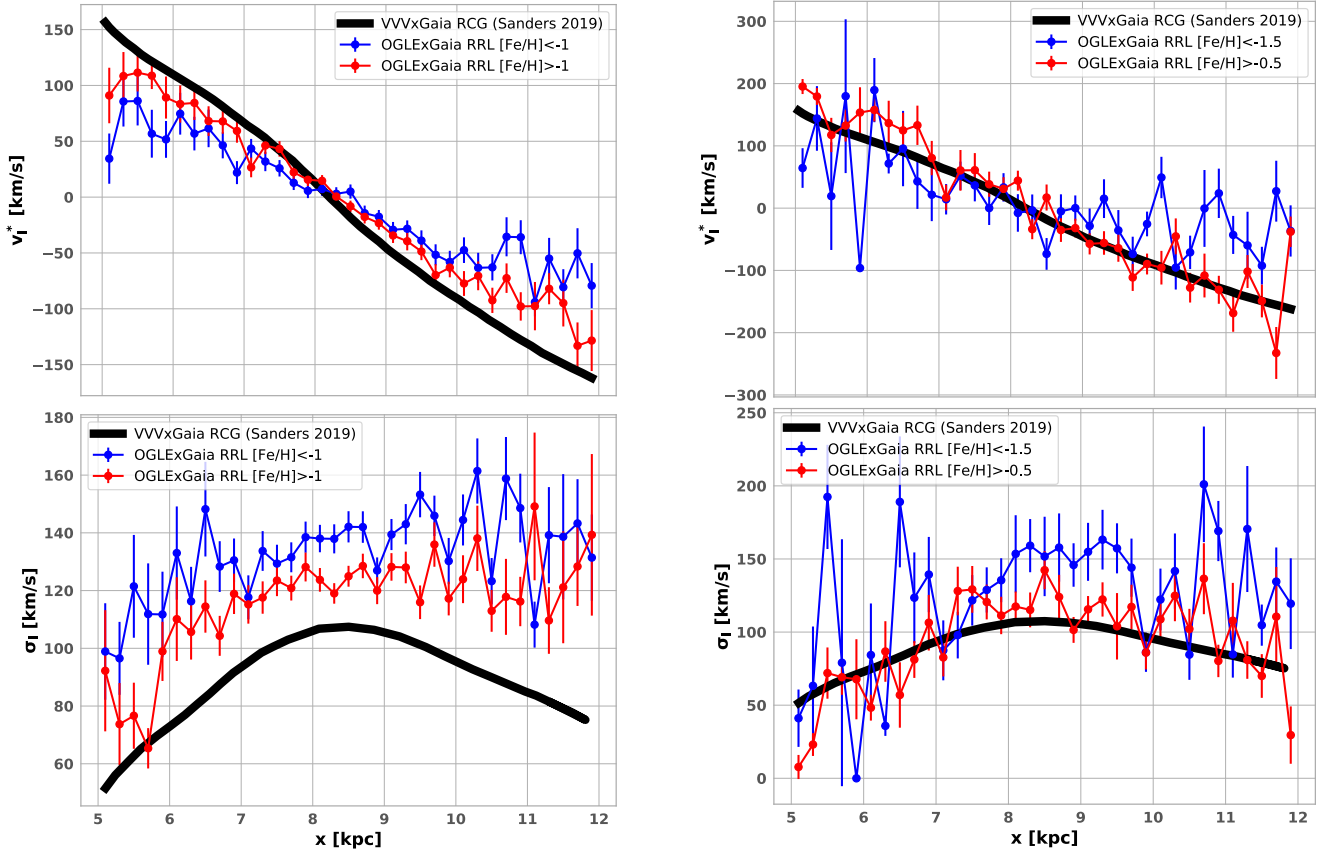 VVVxGaia RCG (Sanders 2019)
OGLExGaia RRL [Fe/H]<-1
OGLExGaia RRL [Fe/H]>-1
150
100
50
0
−50
−100
−150
v_l^* [km/s]
VVVxGaia RCG (Sanders 2019)
OGLExGaia RRL [Fe/H]<-1.5
OGLExGaia RRL [Fe/H]>-0.5
300
200
100
0
−100
−200
−300
v_l^* [km/s]
VVVxGaia RCG (Sanders 2019)
OGLExGaia RRL [Fe/H]<-1
OGLExGaia RRL [Fe/H]>-1
180
160
140
120
100
80
60
σ_l [km/s]
5 6 7 8 9 10 11 12
x [kpc]
VVVxGaia RCG (Sanders 2019)
OGLExGaia RRL [Fe/H]<-1.5
OGLExGaia RRL [Fe/H]>-0.5
250
200
150
100
50
0
σ_l [km/s]
5 6 7 8 9 10 11 12
x [kpc]